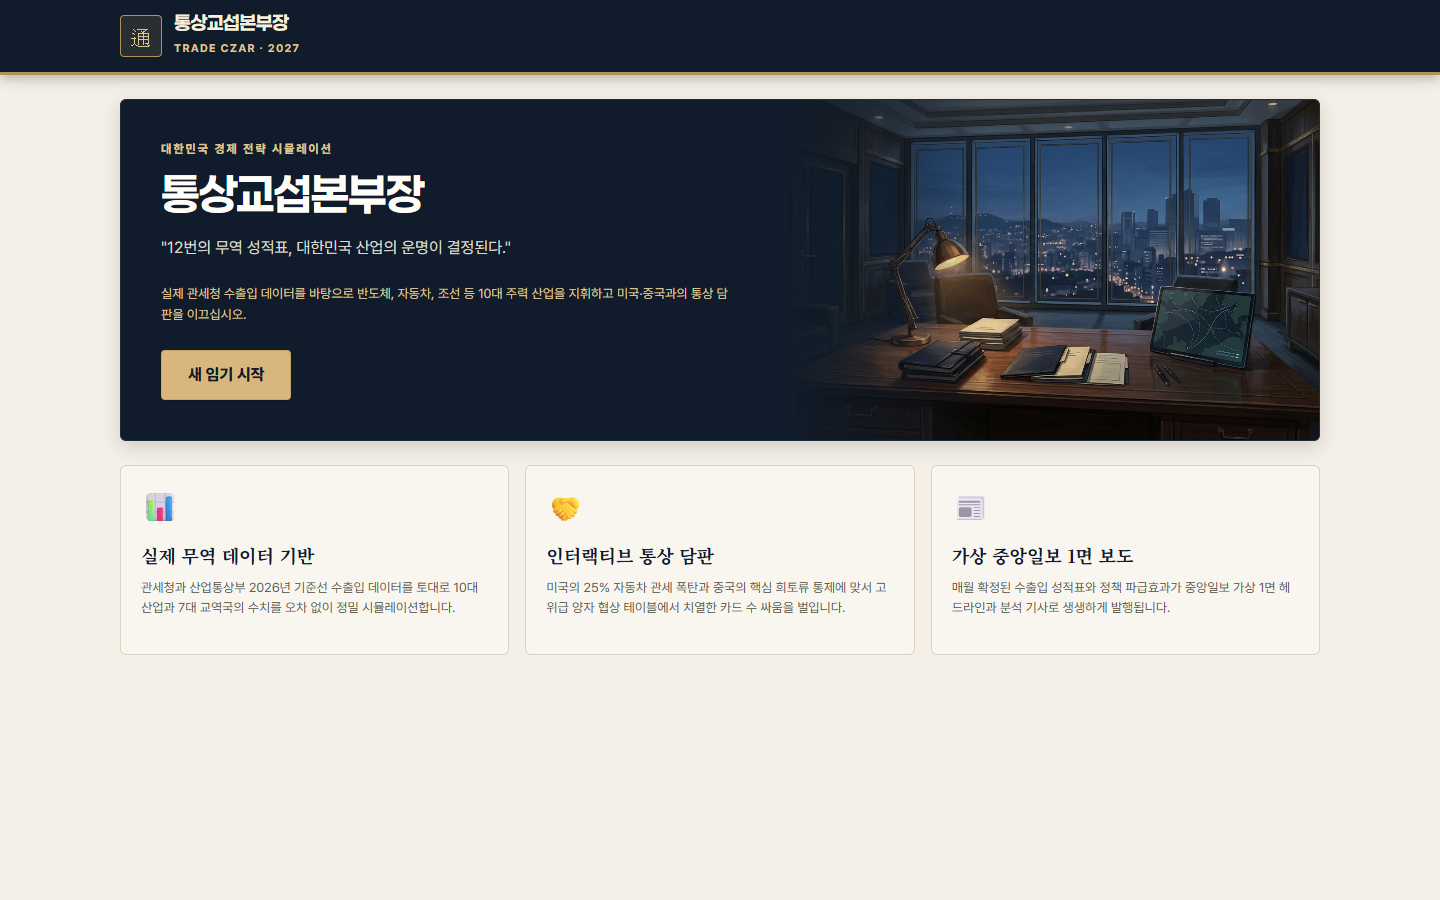 通
통상교섭본부장
TRADE CZAR · 2027
대한민국 경제 전략 시뮬레이션
통상교섭본부장
"12번의 무역 성적표, 대한민국 산업의 운명이 결정된다."
실제 관세청 수출입 데이터를 바탕으로 반도체, 자동차, 조선 등 10대 주력 산업을 지휘하고 미국·중국과의 통상 담
판을 이끄십시오.
새 임기 시작
실제 무역 데이터 기반
관세청과 산업통상부 2026년 기준선 수출입 데이터를 토대로 10대
산업과 7대 교역국의 수치를 오차 없이 정밀 시뮬레이션합니다.
인터랙티브 통상 담판
미국의 25% 자동차 관세 폭탄과 중국의 핵심 희토류 통제에 맞서 고
위급 양자 협상 테이블에서 치열한 카드 수 싸움을 벌입니다.
가상 중앙일보 1면 보도
매월 확정된 수출입 성적표와 정책 파급효과가 중앙일보 가상 1면 헤
드라인과 분석 기사로 생생하게 발행됩니다.